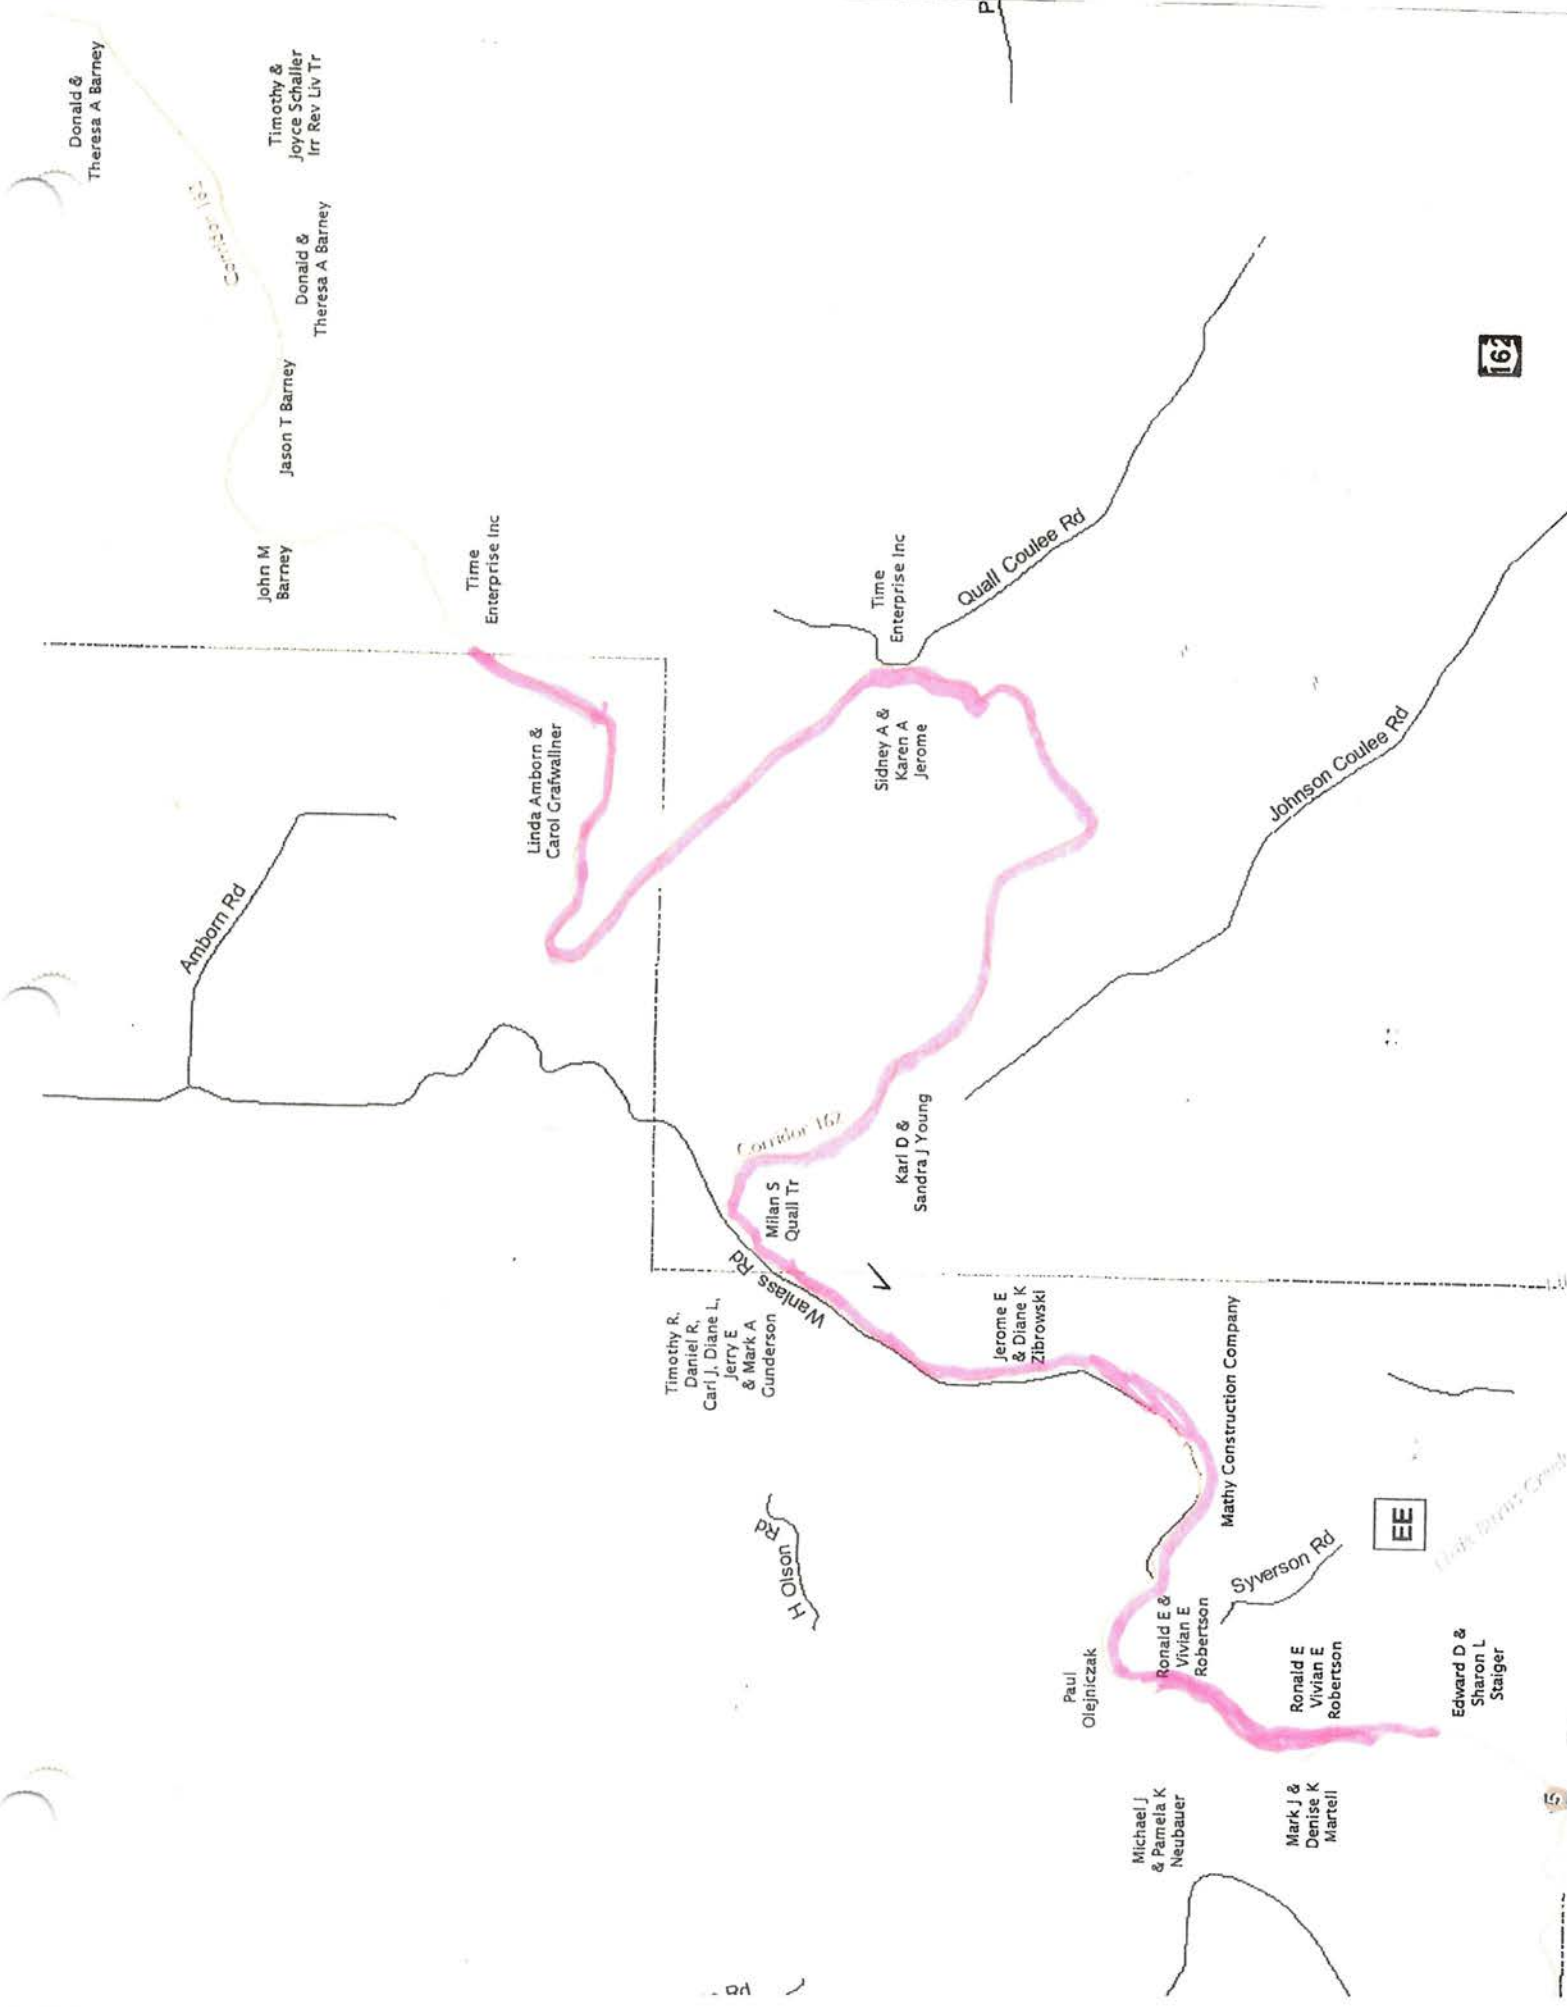 Donald &
Theresa A Barney
Timothy &
Joyce Schaller
Irr Rev Liv Tr
Corridor 162
Donald &
Theresa A Barney
Jason T Barney
John M
Barney
Time
Enterprise Inc
Linda Amborn &
Carol Grafwallner
Amborn Rd
Time
Enterprise Inc
Quall Coulee Rd
162
Sidney A &
Karen A
Jerome
Johnson Coulee Rd
Corridor 162
Karl D &
Sandra J Young
Milan S
Quall Tr
Wanlass Rd
Timothy R,
Daniel R,
Carl J, Diane L,
Jerry E
& Mark A
Gunderson
Jerome E
& Diane K
Zibrowski
Mathy Construction Company
H Olson Rd
EE
Syverson Rd
Ronald E &
Vivian E
Robertson
Paul
Olejniczak
Ronald E
Vivian E
Robertson
Edward D &
Sharon L
Staiger
Michael J
& Pamela K
Neubauer
Mark J &
Denise K
Martell
Rd
P